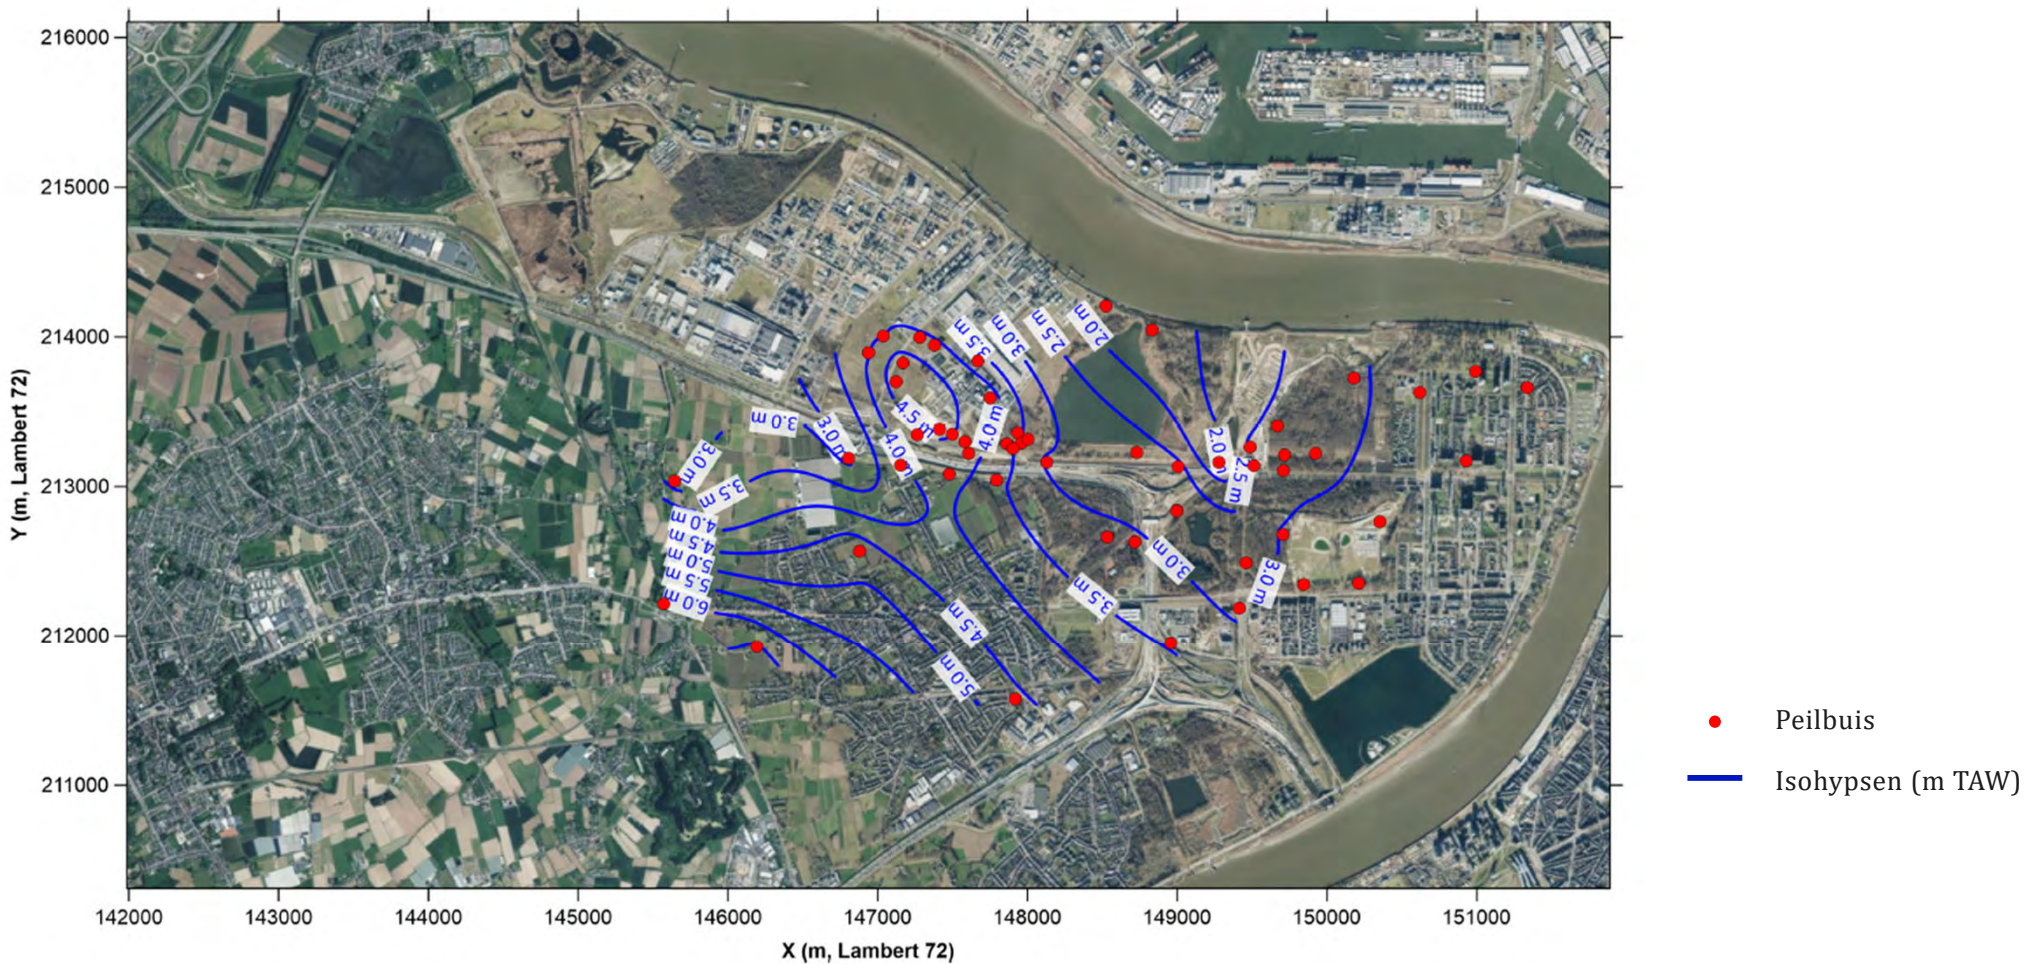 216000
215000
214000
213000
212000
211000
Y (m, Lambert 72)
3.5 m
3.0 m
2.5 m
2.0 m
3.0 m
3.0 m
4.5 m
4.0 m
4.0 m
2.0 m
2.5 m
3.0 m
3.5 m
4.0 m
4.5 m
5.0 m
5.5 m
6.0 m
3.0 m
3.5 m
3.0 m
4.5 m
5.0 m
142000
143000
144000
145000
146000
147000
148000
149000
150000
151000
X (m, Lambert 72)
Peilbuis
Isohypsen (m TAW)